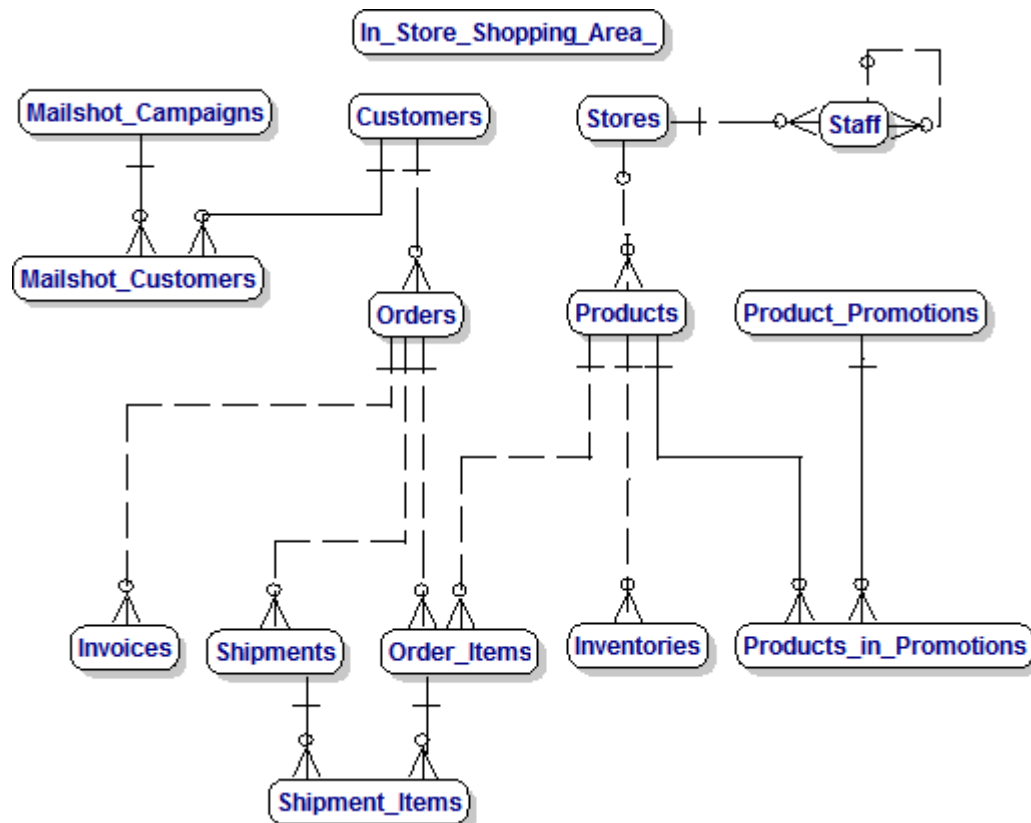 In_Store_Shopping_Area_
Mailshot_Campaigns
Customers
Stores
Staff
Mailshot_Customers
Orders
Products
Product_Promotions
Invoices
Shipments
Order_Items
Inventories
Products_in_Promotions
Shipment_Items